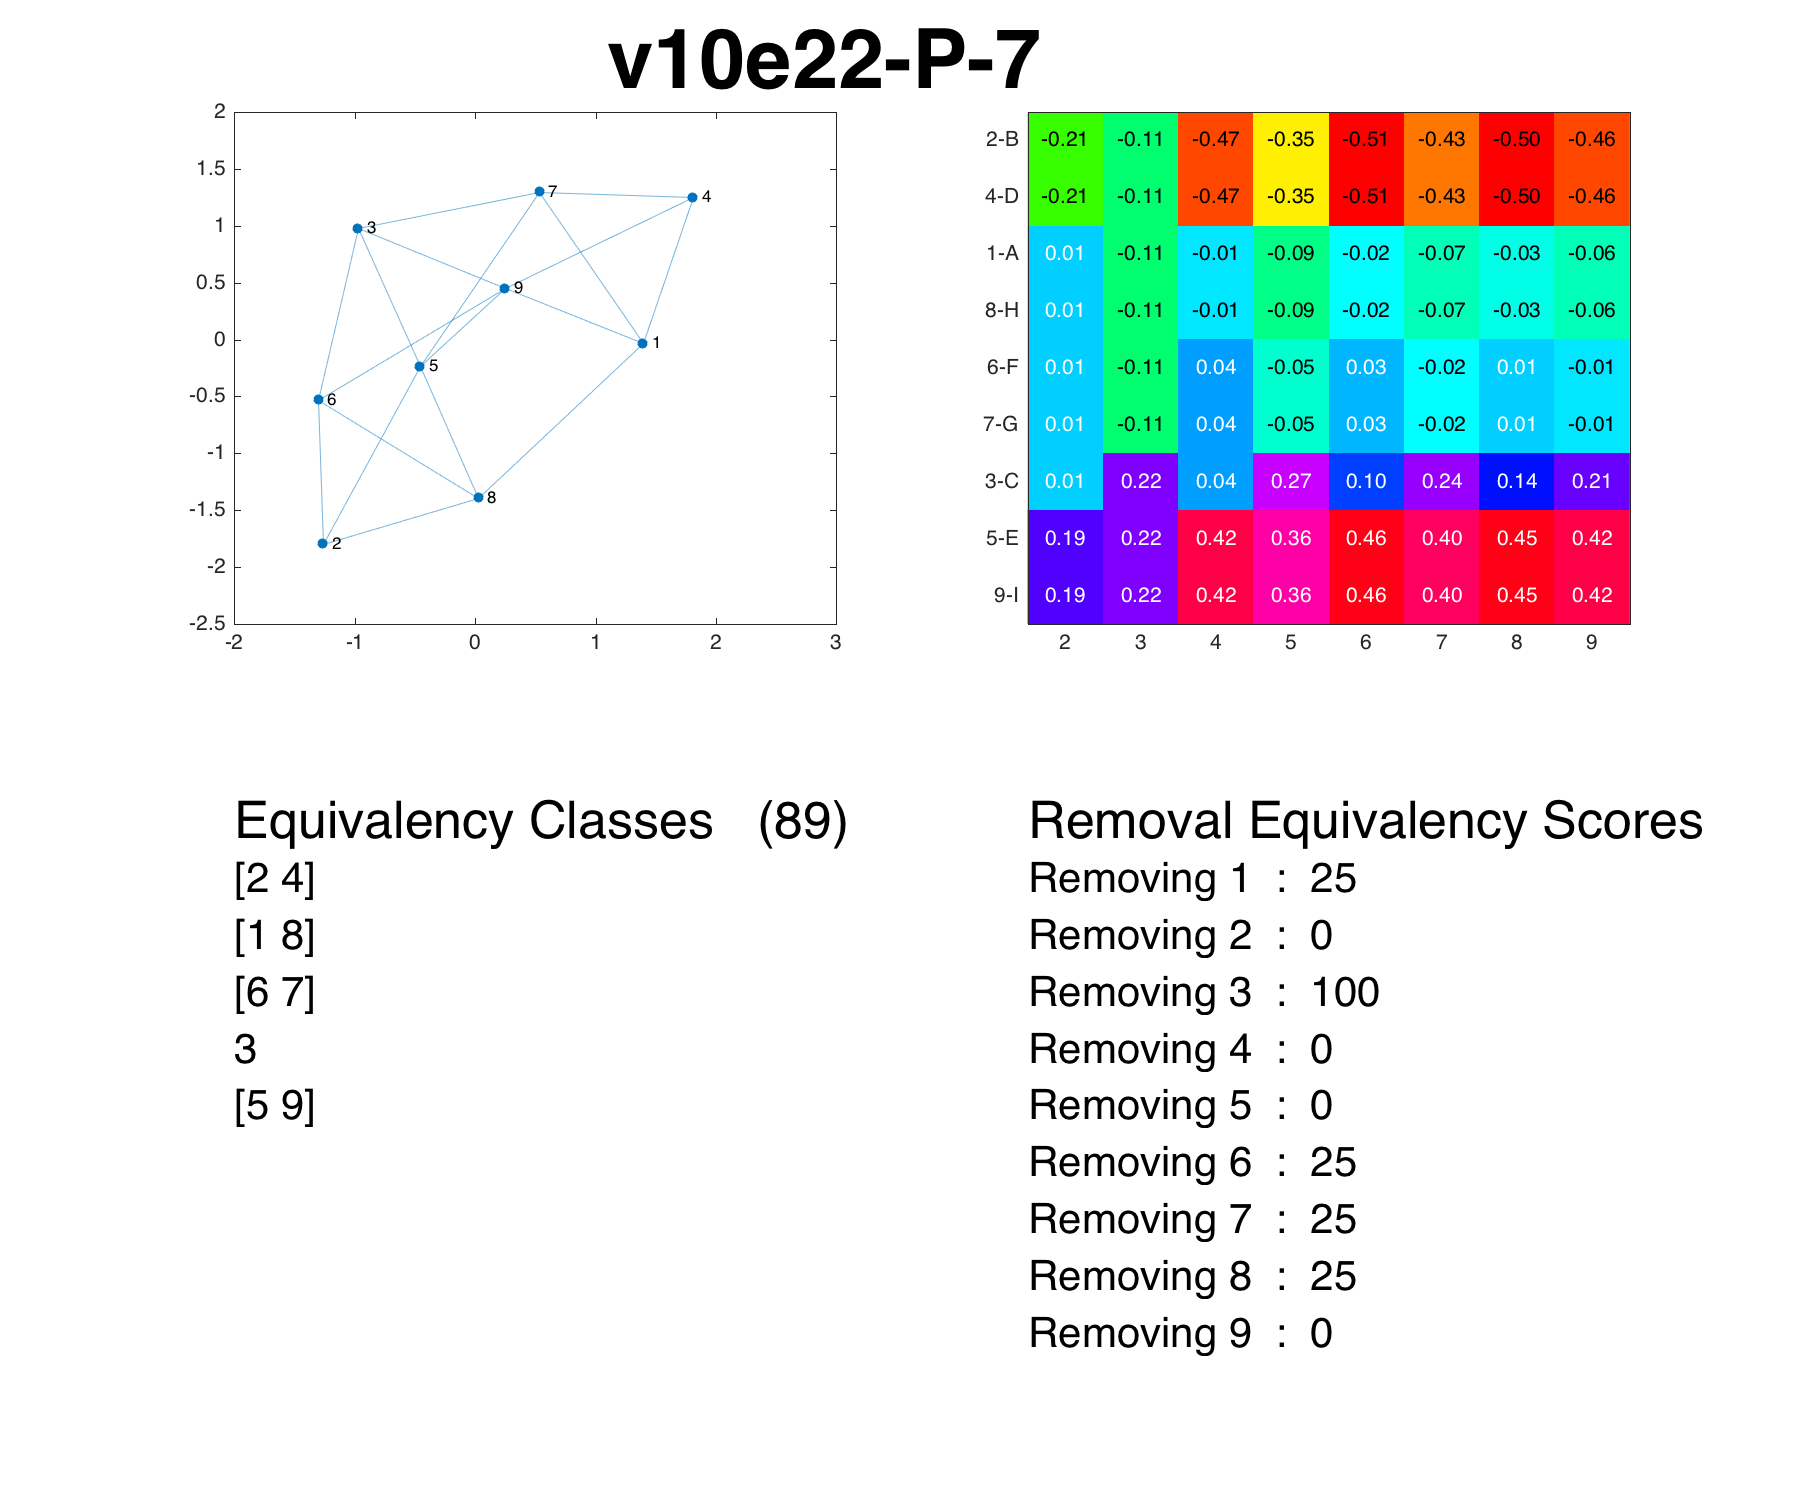 v10e22-P-7
2
1.5
1
0.5
0
-0.5
-1
-1.5
-2
-2.5
-2 -1 0 1 2 3
7
4
3
9
1
5
6
8
2
2-B -0.21 -0.11 -0.47 -0.35 -0.51 -0.43 -0.50 -0.46
4-D -0.21 -0.11 -0.47 -0.35 -0.51 -0.43 -0.50 -0.46
1-A 0.01 -0.11 -0.01 -0.09 -0.02 -0.07 -0.03 -0.06
8-H 0.01 -0.11 -0.01 -0.09 -0.02 -0.07 -0.03 -0.06
6-F 0.01 -0.11 0.04 -0.05 0.03 -0.02 0.01 -0.01
7-G 0.01 -0.11 0.04 -0.05 0.03 -0.02 0.01 -0.01
3-C 0.01 0.22 0.04 0.27 0.10 0.24 0.14 0.21
5-E 0.19 0.22 0.42 0.36 0.46 0.40 0.45 0.42
9-I 0.19 0.22 0.42 0.36 0.46 0.40 0.45 0.42
2 3 4 5 6 7 8 9
Equivalency Classes (89)
[2 4]
[1 8]
[6 7]
3
[5 9]
Removal Equivalency Scores
Removing 1 : 25
Removing 2 : 0
Removing 3 : 100
Removing 4 : 0
Removing 5 : 0
Removing 6 : 25
Removing 7 : 25
Removing 8 : 25
Removing 9 : 0